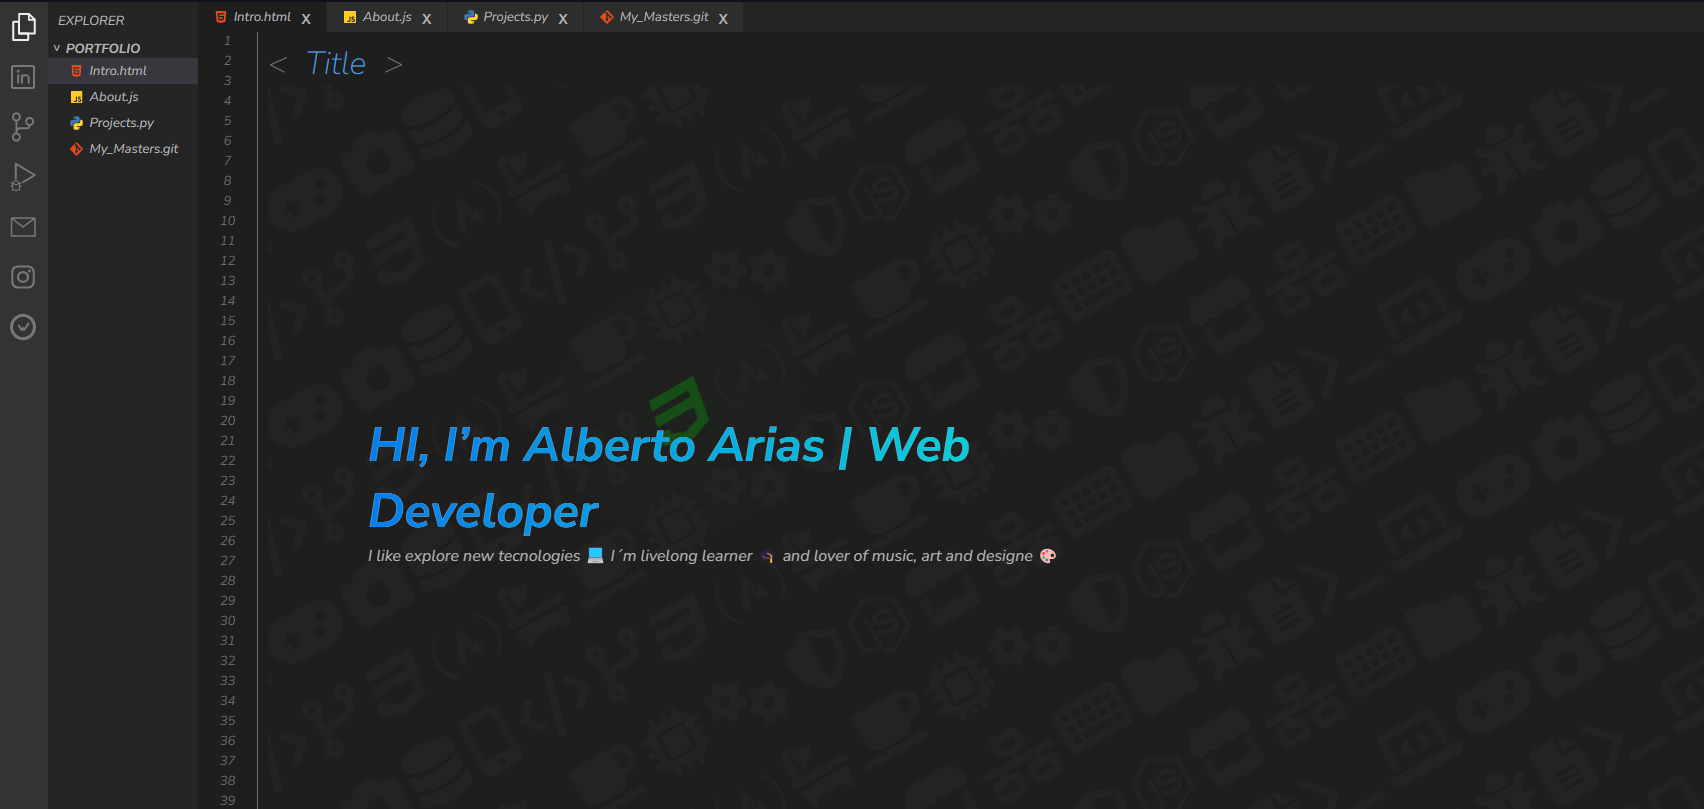 EXPLORER
PORTFOLIO
Intro.html
About.js
Projects.py
My_Masters.git
Intro.html x
About.js x
Projects.py x
My_Masters.git x
1
2
3
4
5
6
7
8
9
10
11
12
13
14
15
16
17
18
19
20
21
22
23
24
25
26
27
28
29
30
31
32
33
34
35
36
37
38
39
< Title >
HI, I’m Alberto Arias | Web
Developer
I like explore new tecnologies 💻 I´m livelong learner 🎓 and lover of music, art and designe 🎨